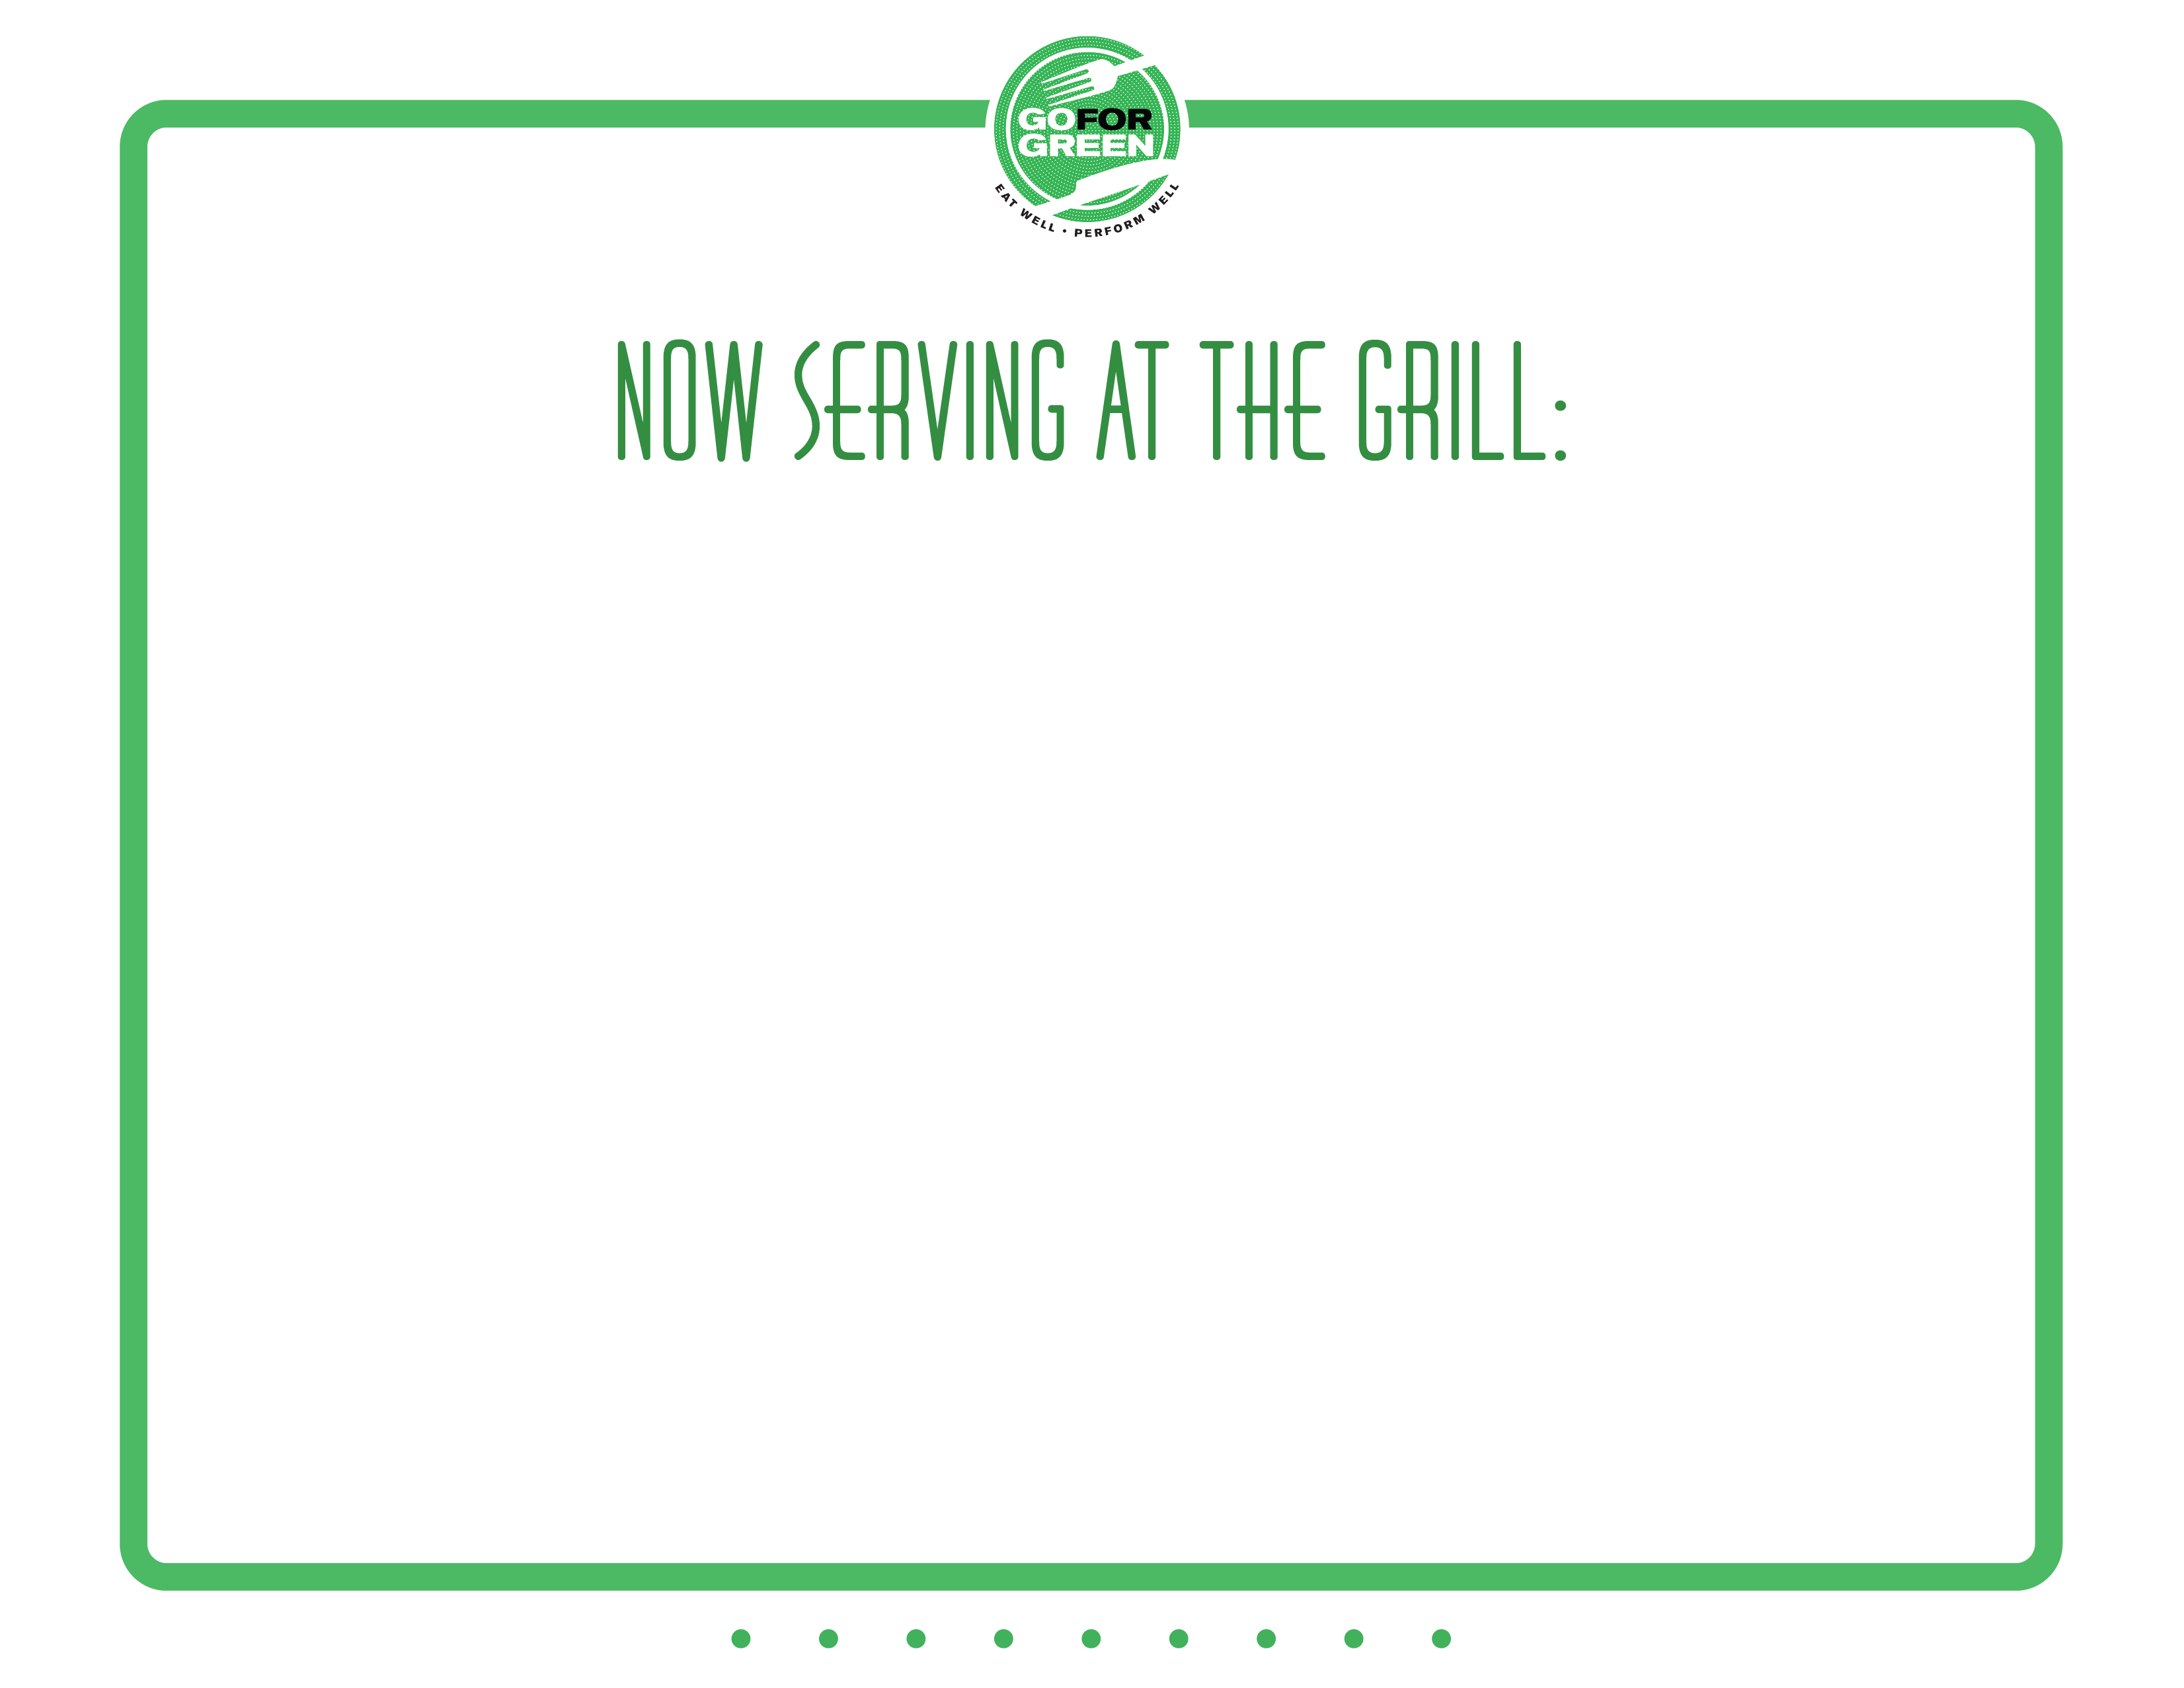 GO FOR
GREEN
EAT WELL • PERFORM WELL
NOW SERVING AT THE GRILL: